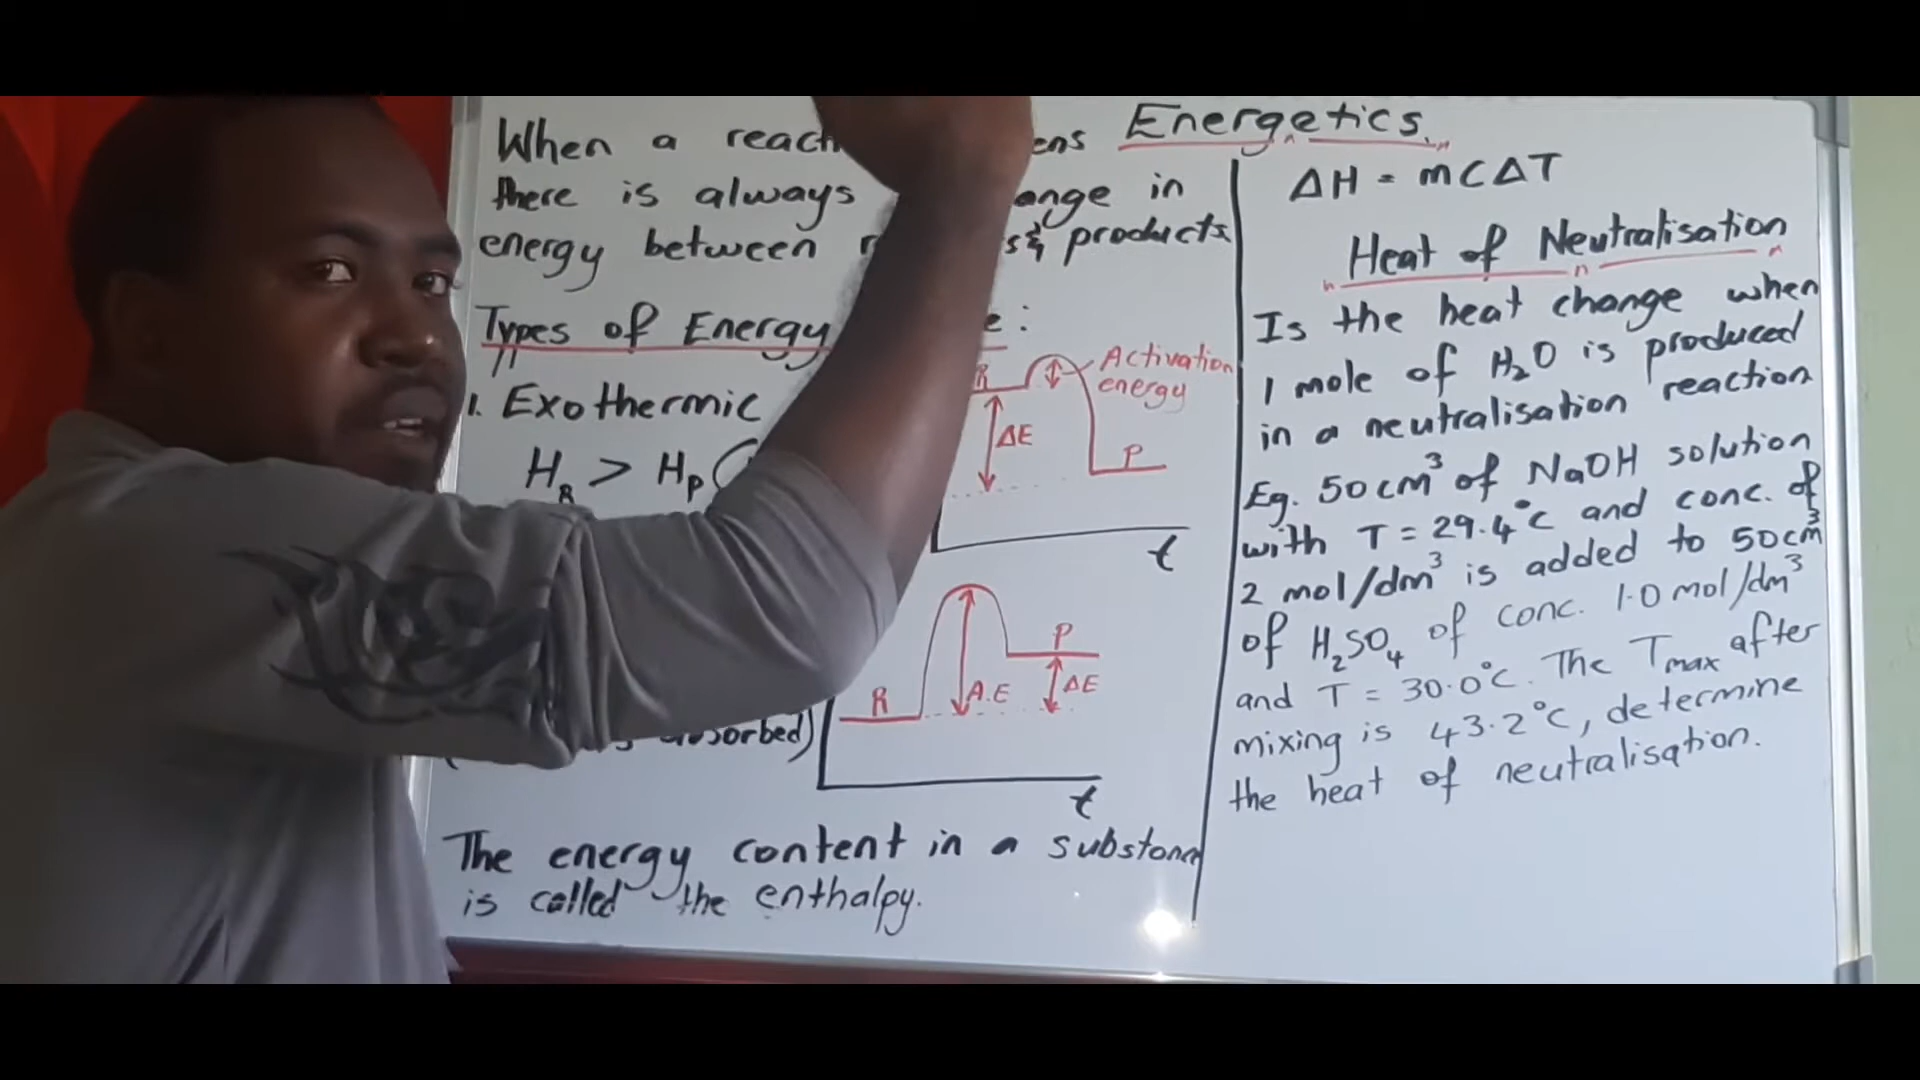 Energetics
When a reach ens
there is always ange in
energy between r s & products
Types of Energy e:
1. Exothermic
H_R > H_P (
R
Activation
energy
ΔE
P
t
R
A.E
P
ΔE
absorbed)
t
The energy content in a
is called the enthalpy.
ΔH = mCΔT
Heat of Neutralisation
Is the heat change when
1 mole of H₂O is produced
in a neutralisation reaction
Eg. 50cm³ of NaOH solution
with T = 29.4°C and conc. of
2 mol/dm³ is added to 50cm³
of H₂SO₄ of conc. 1.0 mol/dm³
and T = 30.0°C. The Tmax after
mixing is 43.2°C, determine
the heat of neutralisation.